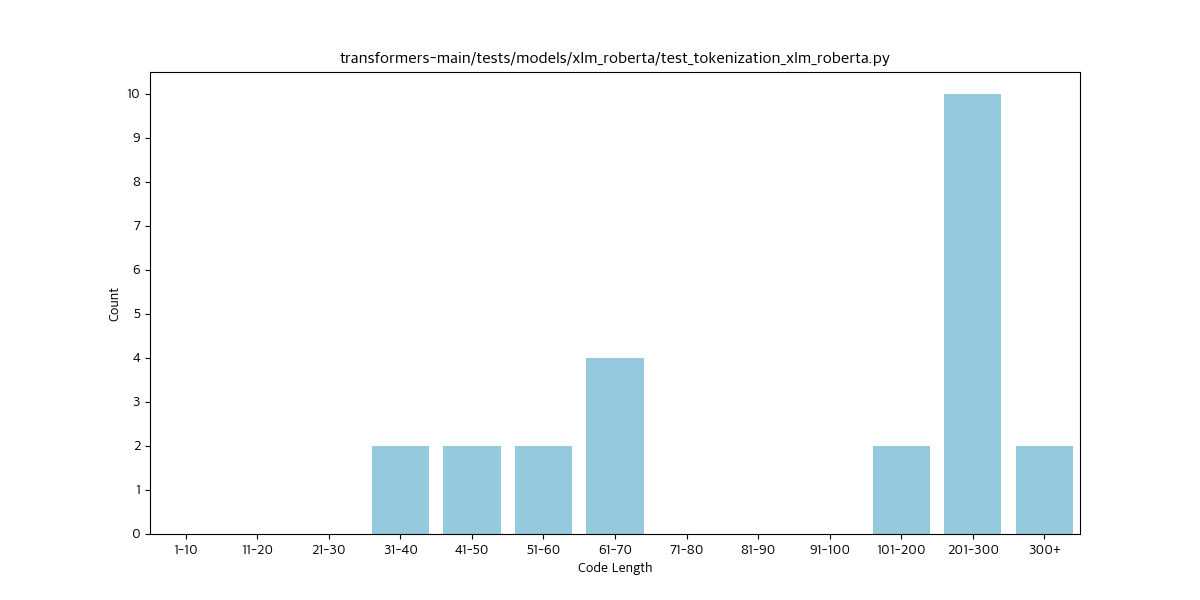 transformers-main/tests/models/xlm_roberta/test_tokenization_xlm_roberta.py
Count
10
9
8
7
6
5
4
3
2
1
0
1-10 11-20 21-30 31-40 41-50 51-60 61-70 71-80 81-90 91-100 101-200 201-300 300+
Code Length